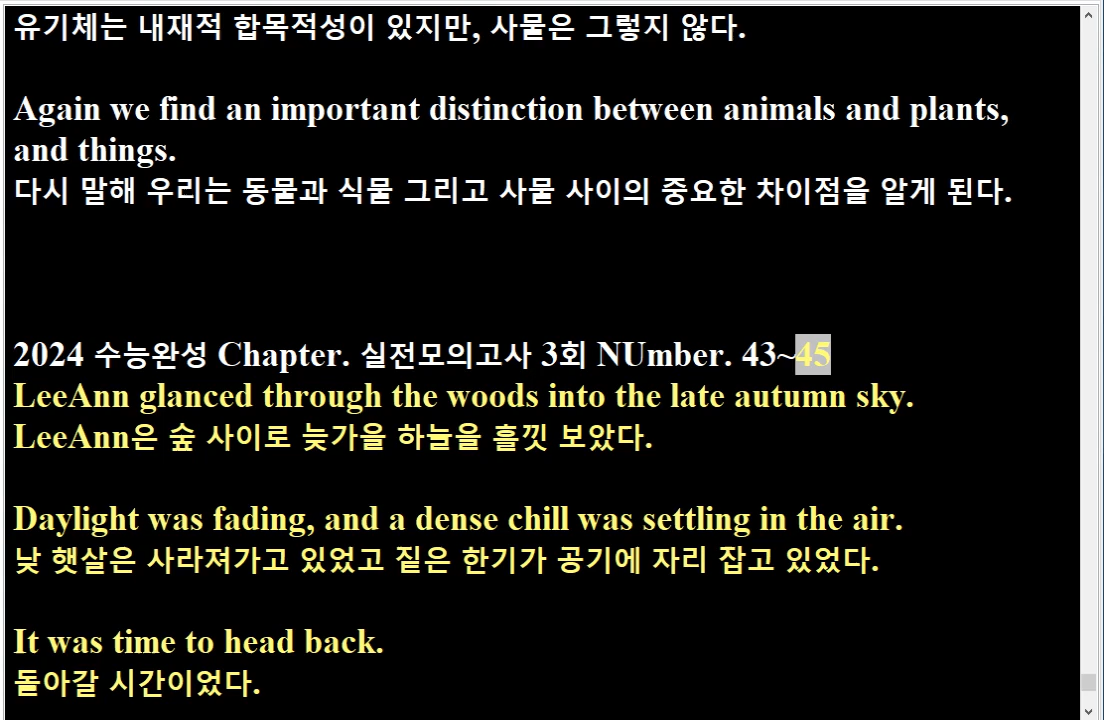 유기체는 내재적 합목적성이 있지만, 사물은 그렇지 않다.
Again we find an important distinction between animals and plants,
and things.
다시 말해 우리는 동물과 식물 그리고 사물 사이의 중요한 차이점을 알게 된다.
2024 수능완성 Chapter. 실전모의고사 3회 NUmber. 43~45
LeeAnn glanced through the woods into the late autumn sky.
LeeAnn은 숲 사이로 늦가을 하늘을 흘낏 보았다.
Daylight was fading, and a dense chill was settling in the air.
낮 햇살은 사라져가고 있었고 짙은 한기가 공기에 자리 잡고 있었다.
It was time to head back.
돌아갈 시간이었다.